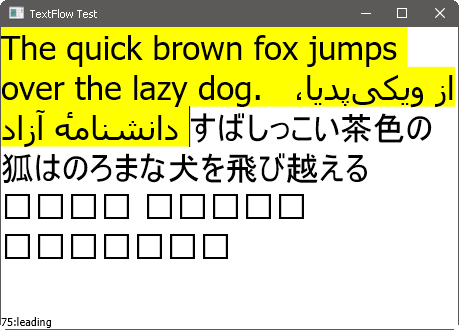 TextFlow Test
The quick brown fox jumps
over the lazy dog. از ویکی‌پدیا،
دانشنامهٔ آزاد すばしっこい茶色の
狐はのろまな犬を飛び越える
75:leading